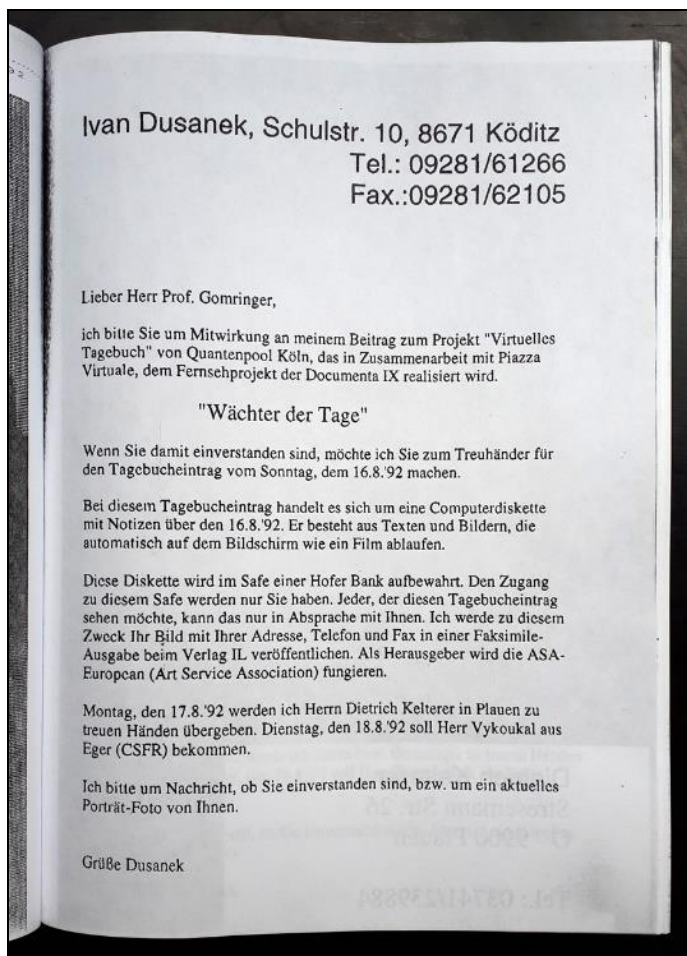 92
Ivan Dusanek, Schulstr. 10, 8671 Köditz
Tel.: 09281/61266
Fax.:09281/62105
Lieber Herr Prof. Gomringer,
ich bitte Sie um Mitwirkung an meinem Beitrag zum Projekt "Virtuelles
Tagebuch" von Quantenpool Köln, das in Zusammenarbeit mit Piazza
Virtuale, dem Fernsehprojekt der Documenta IX realisiert wird.
"Wächter der Tage"
Wenn Sie damit einverstanden sind, möchte ich Sie zum Treuhänder für
den Tagebucheintrag vom Sonntag, dem 16.8.'92 machen.
Bei diesem Tagebucheintrag handelt es sich um eine Computerdiskette
mit Notizen über den 16.8.'92. Er besteht aus Texten und Bildern, die
automatisch auf dem Bildschirm wie ein Film ablaufen.
Diese Diskette wird im Safe einer Hofer Bank aufbewahrt. Den Zugang
zu diesem Safe werden nur Sie haben. Jeder, der diesen Tagebucheintrag
sehen möchte, kann das nur in Absprache mit Ihnen. Ich werde zu diesem
Zweck Ihr Bild mit Ihrer Adresse, Telefon und Fax in einer Faksimile-
Ausgabe beim Verlag IL veröffentlichen. Als Herausgeber wird die ASA-
European (Art Service Association) fungieren.
Montag, den 17.8.'92 werden ich Herrn Dietrich Kelterer in Plauen zu
treuen Händen übergeben. Dienstag, den 18.8.'92 soll Herr Vykoukal aus
Eger (CSFR) bekommen.
Ich bitte um Nachricht, ob Sie einverstanden sind, bzw. um ein aktuelles
Porträt-Foto von Ihnen.
Grüße Dusanek
Tel.: 03741/239884